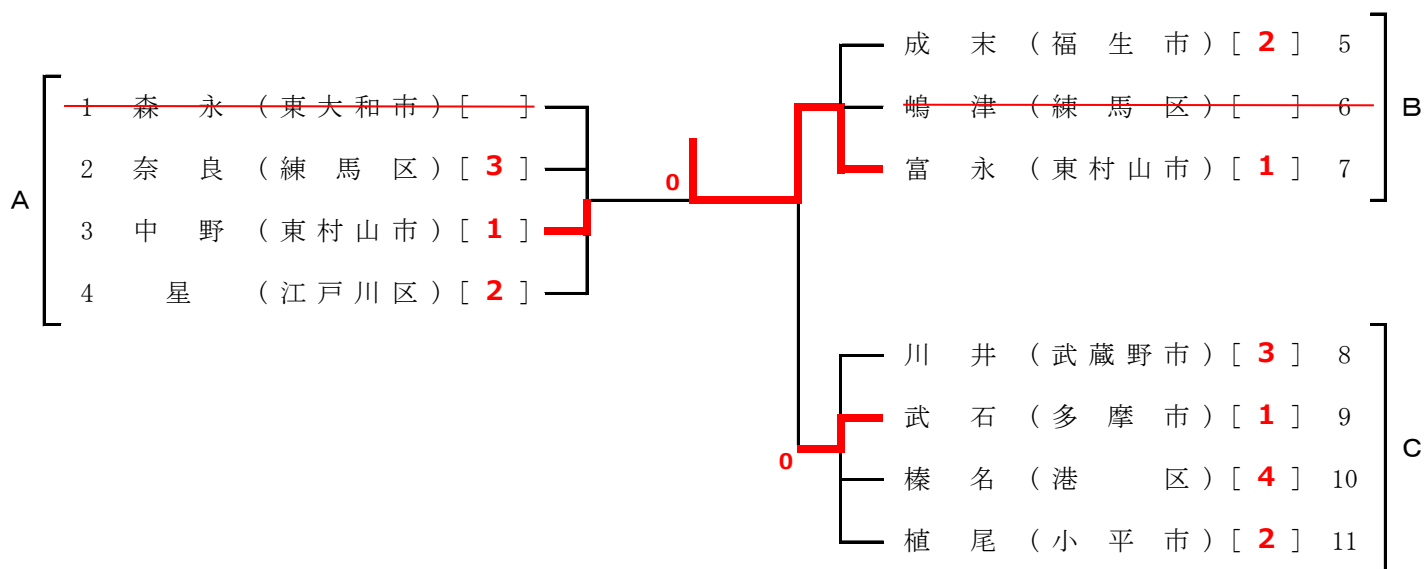 A
1 森 永 (東大和市) [ ]
2 奈 良 (練 馬 区) [ 3 ]
3 中 野 (東村山市) [ 1 ]
4 星 (江戸川区) [ 2 ]
0
成 末 (福 生 市) [ 2 ] 5
嶋 津 (練 馬 区) [ ] 6
富 永 (東村山市) [ 1 ] 7
B
川 井 (武蔵野市) [ 3 ] 8
武 石 (多 摩 市) [ 1 ] 9
榛 名 (港 区) [ 4 ] 10
植 尾 (小 平 市) [ 2 ] 11
C
0